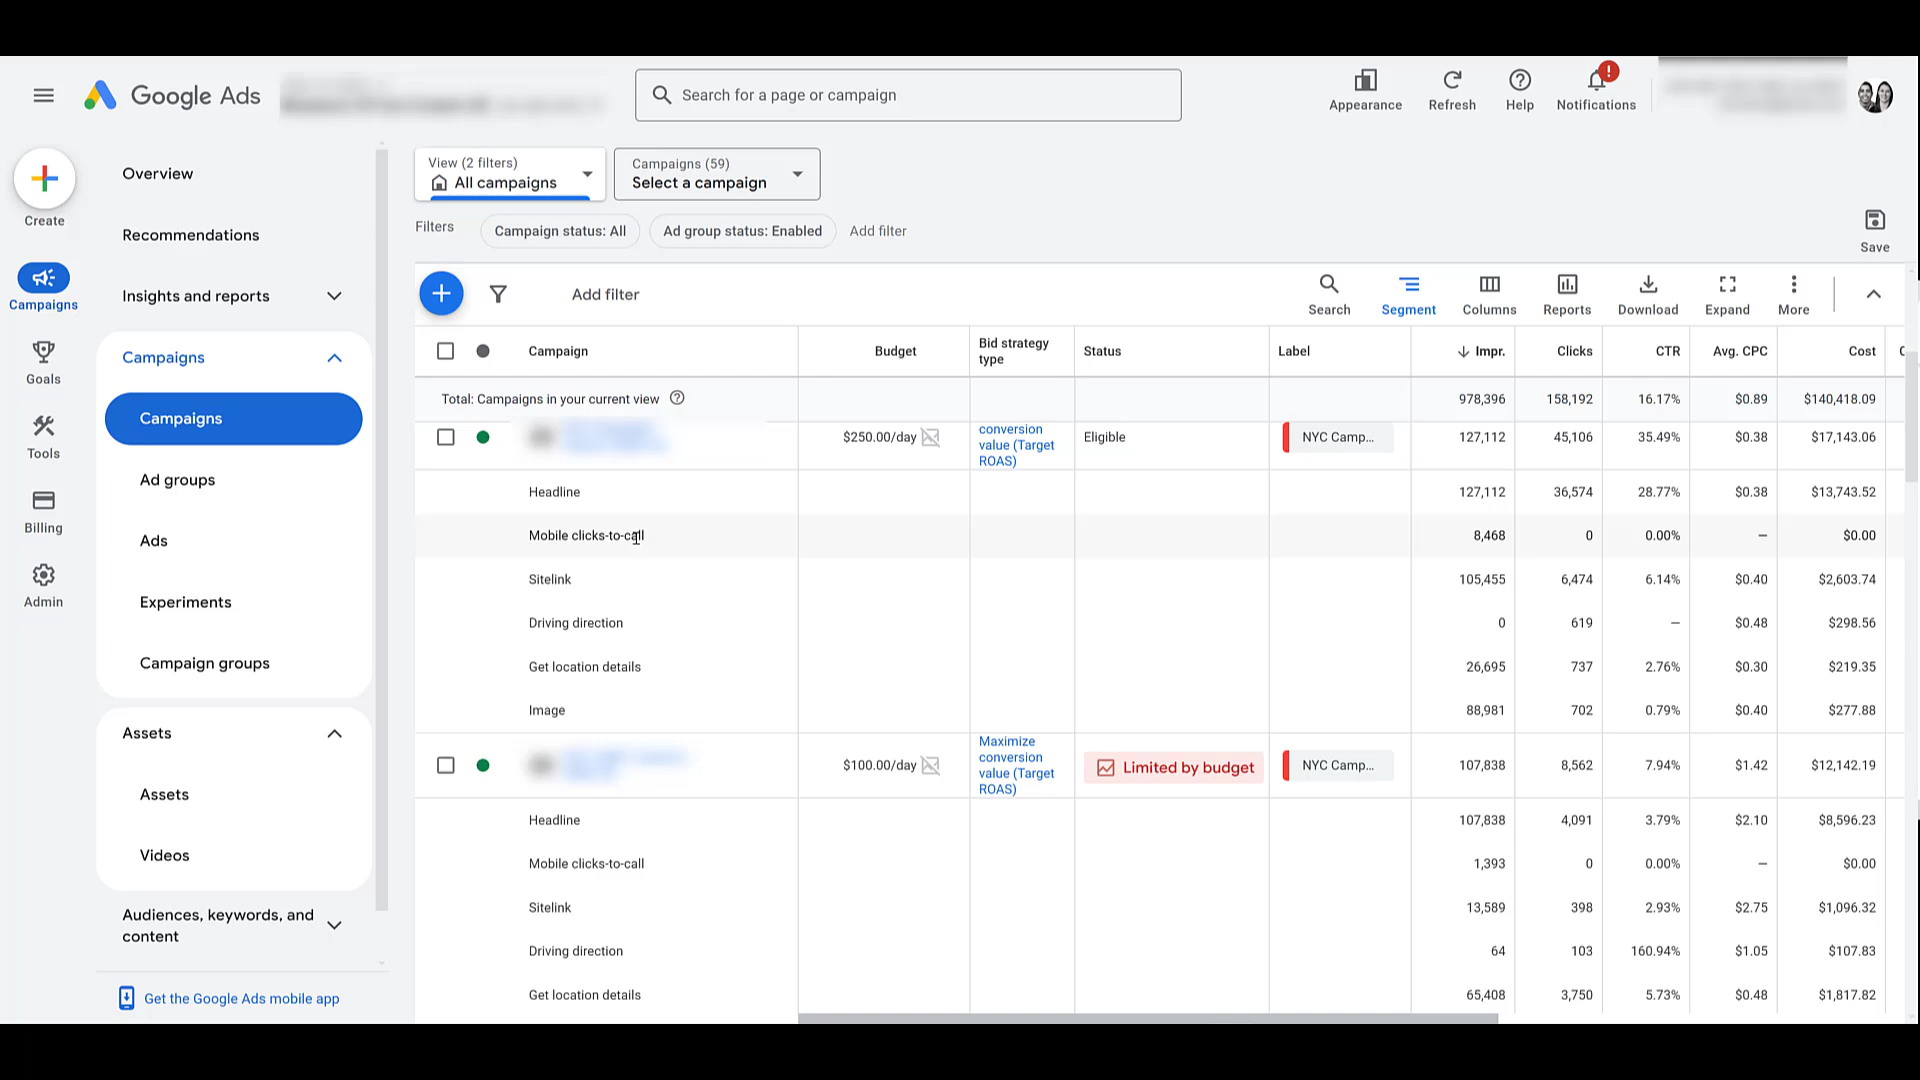 Google Ads
Search for a page or campaign
Appearance
Refresh
Help
!
Notifications
Create
Campaigns
Goals
Tools
Billing
Admin
Overview
Recommendations
Insights and reports
Campaigns
Campaigns
Ad groups
Ads
Experiments
Campaign groups
Assets
Assets
Videos
Audiences, keywords, and
content
Get the Google Ads mobile app
View (2 filters)
All campaigns
Campaigns (59)
Select a campaign
Filters
Campaign status: All
Ad group status: Enabled
Add filter
Save
Add filter
Search
Segment
Columns
Reports
Download
Expand
More
Campaign Budget Bid strategy type Status Label Impr. Clicks CTR Avg. CPC Cost C
Total: Campaigns in your current view 978,396 158,192 16.17% $0.89 $140,418.09
$250.00/day conversion value (Target ROAS) Eligible NYC Camp... 127,112 45,106 35.49% $0.38 $17,143.06
Headline 127,112 36,574 28.77% $0.38 $13,743.52
Mobile clicks-to-call 8,468 0 0.00% – $0.00
Sitelink 105,455 6,474 6.14% $0.40 $2,603.74
Driving direction 0 619 – $0.48 $298.56
Get location details 26,695 737 2.76% $0.30 $219.35
Image 88,981 702 0.79% $0.40 $277.88
$100.00/day Maximize conversion value (Target ROAS) Limited by budget NYC Camp... 107,838 8,562 7.94% $1.42 $12,142.19
Headline 107,838 4,091 3.79% $2.10 $8,596.23
Mobile clicks-to-call 1,393 0 0.00% – $0.00
Sitelink 13,589 398 2.93% $2.75 $1,096.32
Driving direction 64 103 160.94% $1.05 $107.83
Get location details 65,408 3,750 5.73% $0.48 $1,817.82